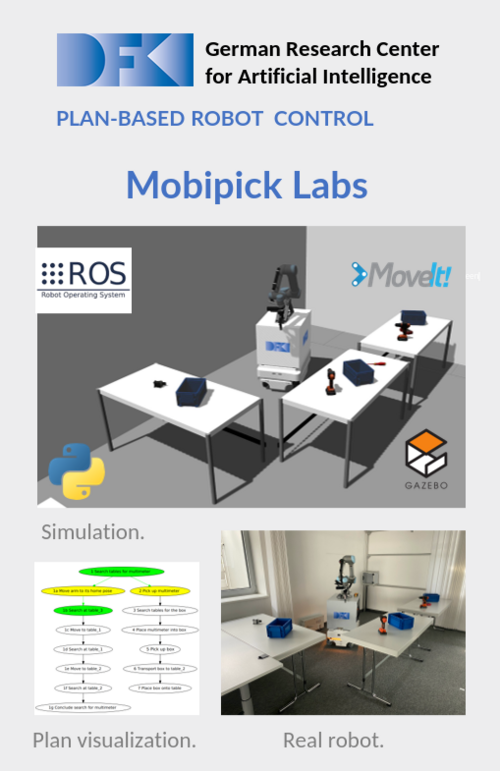 DFKI
German Research Center
for Artificial Intelligence
PLAN-BASED ROBOT CONTROL
Mobipick Labs
ROS
Robot Operating System
MoveIt!
DFKI
GAZEBO
Simulation.
1 Search tables for multimeter
1a Move arm to its home pose
2 Pick up multimeter
1b Search at table_3
3 Search tables for the box
1c Move to table_1
4 Place multimeter into box
1d Search at table_1
5 Pick up box
1e Move to table_2
6 Transport box to table_2
1f Search at table_2
7 Place box onto table
1g Conclude search for multimeter
Plan visualization.
Real robot.